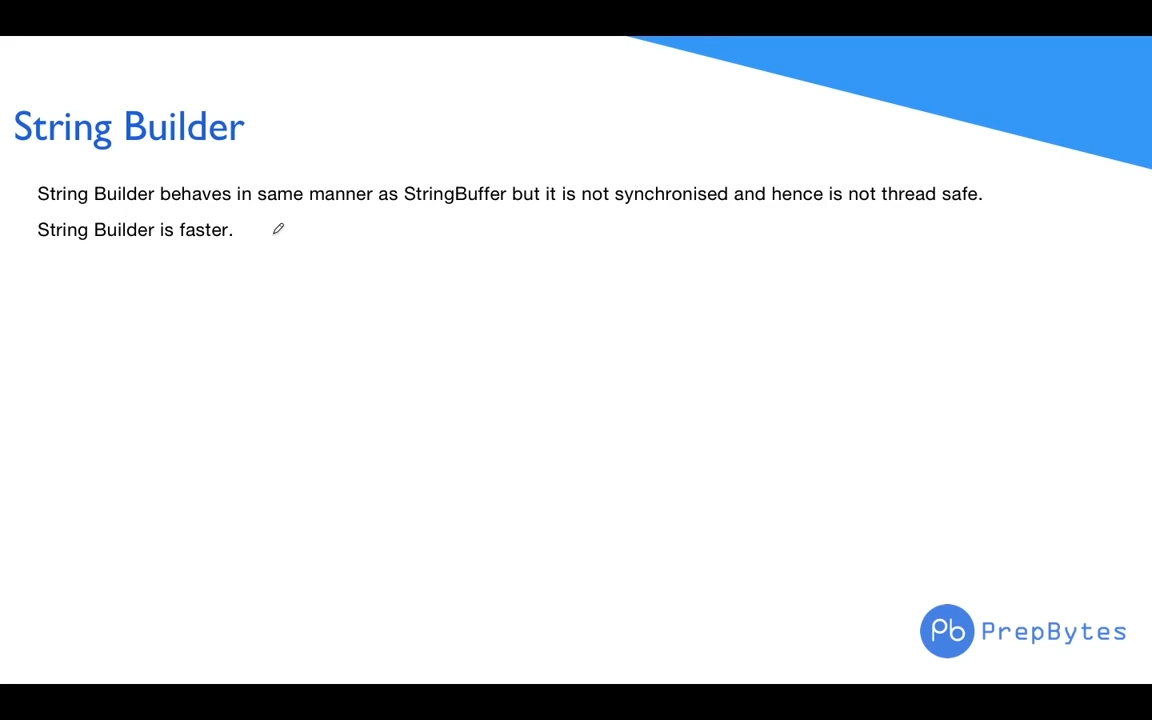 String Builder
String Builder behaves in same manner as StringBuffer but it is not synchronised and hence is not thread safe.
String Builder is faster.
Pb PrepBytes